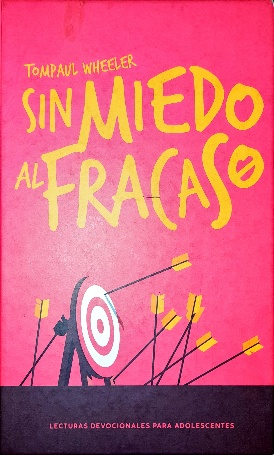 TOMPAUL WHEELER
SIN MIEDO
AL FRACASO
LECTURAS DEVOCIONALES PARA ADOLESCENTES